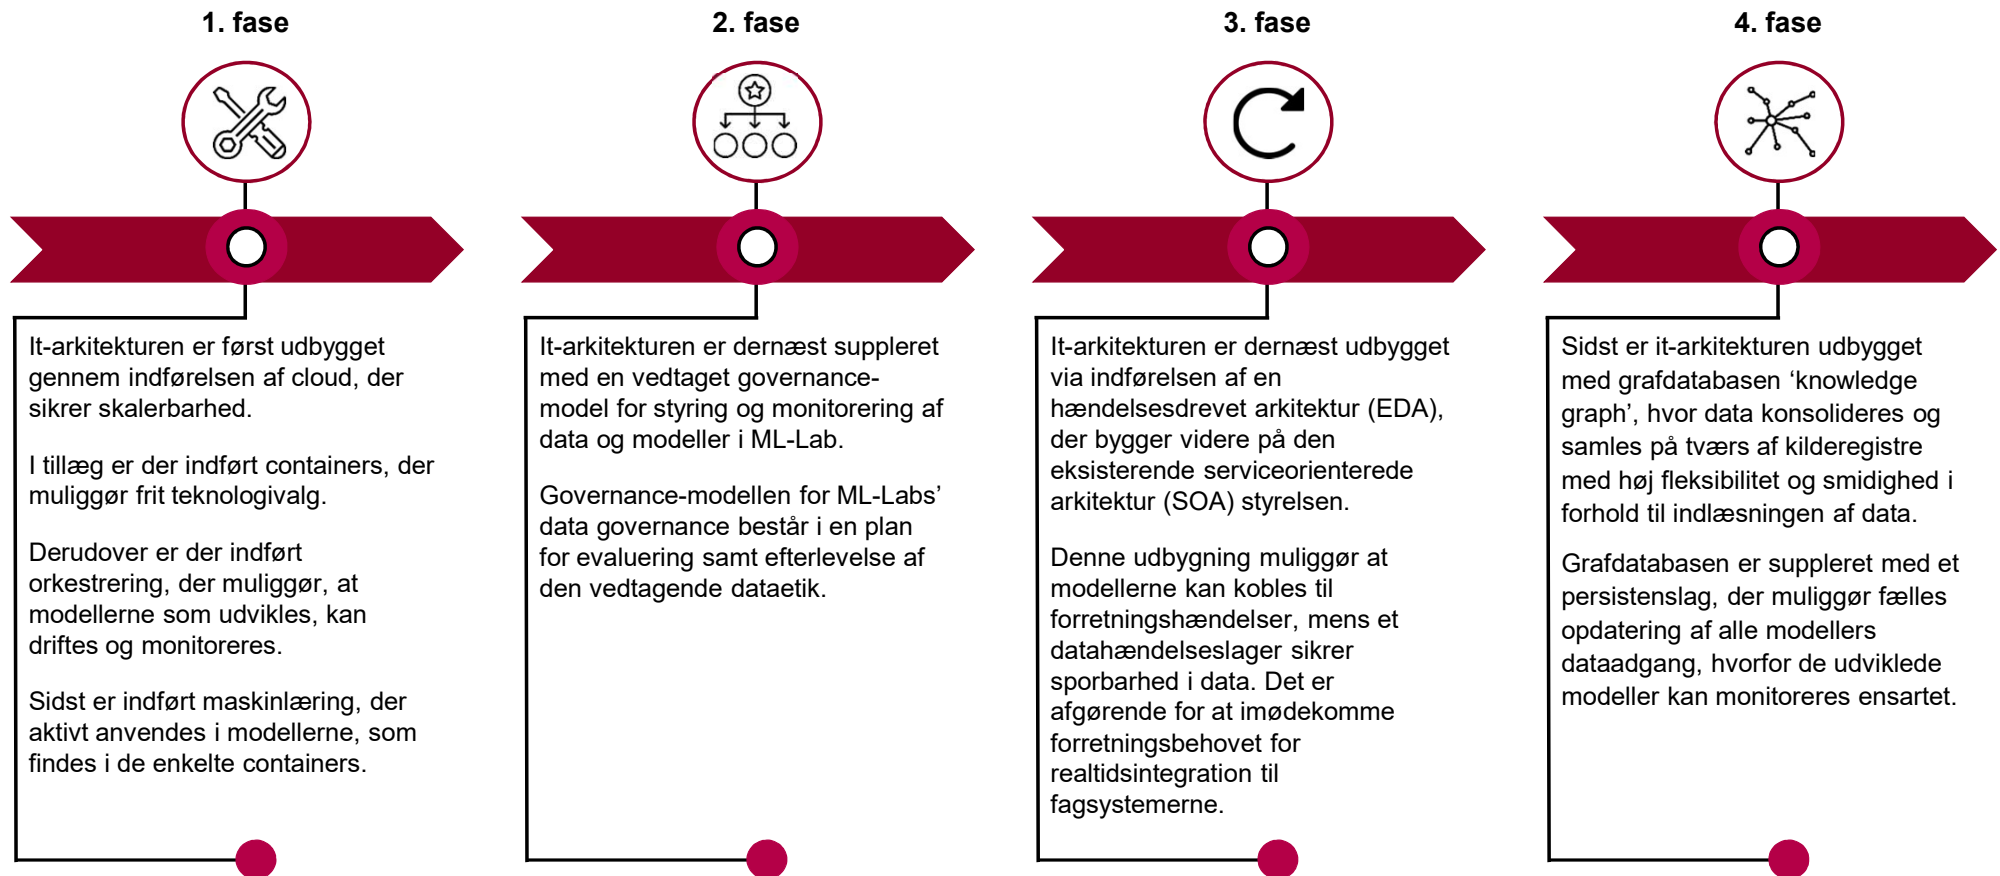 1. fase
It-arkitekturen er først udbygget
gennem indførelsen af cloud, der
sikrer skalerbarhed.
I tillæg er der indført containers, der
muliggør frit teknologivalg.
Derudover er der indført
orkestrering, der muliggør, at
modellerne som udvikles, kan
driftes og monitoreres.
Sidst er indført maskinlæring, der
aktivt anvendes i modellerne, som
findes i de enkelte containers.
2. fase
It-arkitekturen er dernæst suppleret
med en vedtaget governance-
model for styring og monitorering af
data og modeller i ML-Lab.
Governance-modellen for ML-Labs’
data governance består i en plan
for evaluering samt efterlevelse af
den vedtagende dataetik.
3. fase
It-arkitekturen er dernæst udbygget
via indførelsen af en
hændelsesdrevet arkitektur (EDA),
der bygger videre på den
eksisterende serviceorienterede
arkitektur (SOA) styrelsen.
Denne udbygning muliggør at
modellerne kan kobles til
forretningshændelser, mens et
datahændelseslager sikrer
sporbarhed i data. Det er
afgørende for at imødekomme
forretningsbehovet for
realtidsintegration til
fagsystemerne.
4. fase
Sidst er it-arkitekturen udbygget
med grafdatabasen ‘knowledge
graph’, hvor data konsolideres og
samles på tværs af kilderegistre
med høj fleksibilitet og smidighed i
forhold til indlæsningen af data.
Grafdatabasen er suppleret med et
persistenslag, der muliggør fælles
opdatering af alle modellers
dataadgang, hvorfor de udviklede
modeller kan monitoreres ensartet.